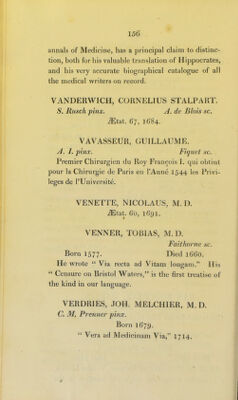 156
annals of Medicine, has a principal claim to distinc-
tion, both for his valuable translation of Hippocrates,
and his very accurate biographical catalogue of all
the medical writers on record.
VANDERWICH, CORNELIUS STALPART.
S. Rusch pinx. A. de Blois sc.
Ætat. 67, 1684.
VAVASSEUR, GUILLAUME.
A. I. pinx. Fiquet sc.
Premier Chirurgien du Roy François I. qui obtint
pour la Chirurgie de Paris en l'Anné 1544 les Privi-
leges de l'Université.
VENETTE, NICOLAUS, M. D.
Ætat. 60, 1692.
VENNER, TOBIAS, M. D.
Faithorne sc.
Born 1577. Died 1660.
He wrote “ Via recta ad Vitam longam.” His
“ Censure on Bristol Waters,” is the first treatise of
the kind in our language.
VERDRIES, JOH. MELCHIER, M. D.
C. M. Prenner pinx.
Born 1679.
“ Vera ad Medicinam Via,” 1714.